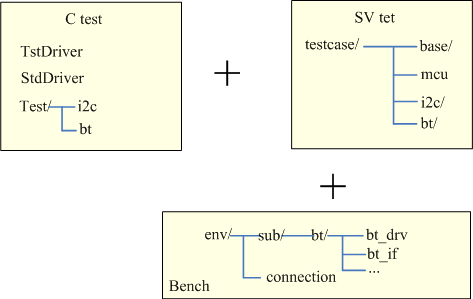 C test
TstDriver
StdDriver
Test/ i2c
bt
+
SV tet
testcase/ base/
mcu
i2c/
bt/
+
env/ sub/ bt/ bt_drv
bt_if
...
connection
Bench